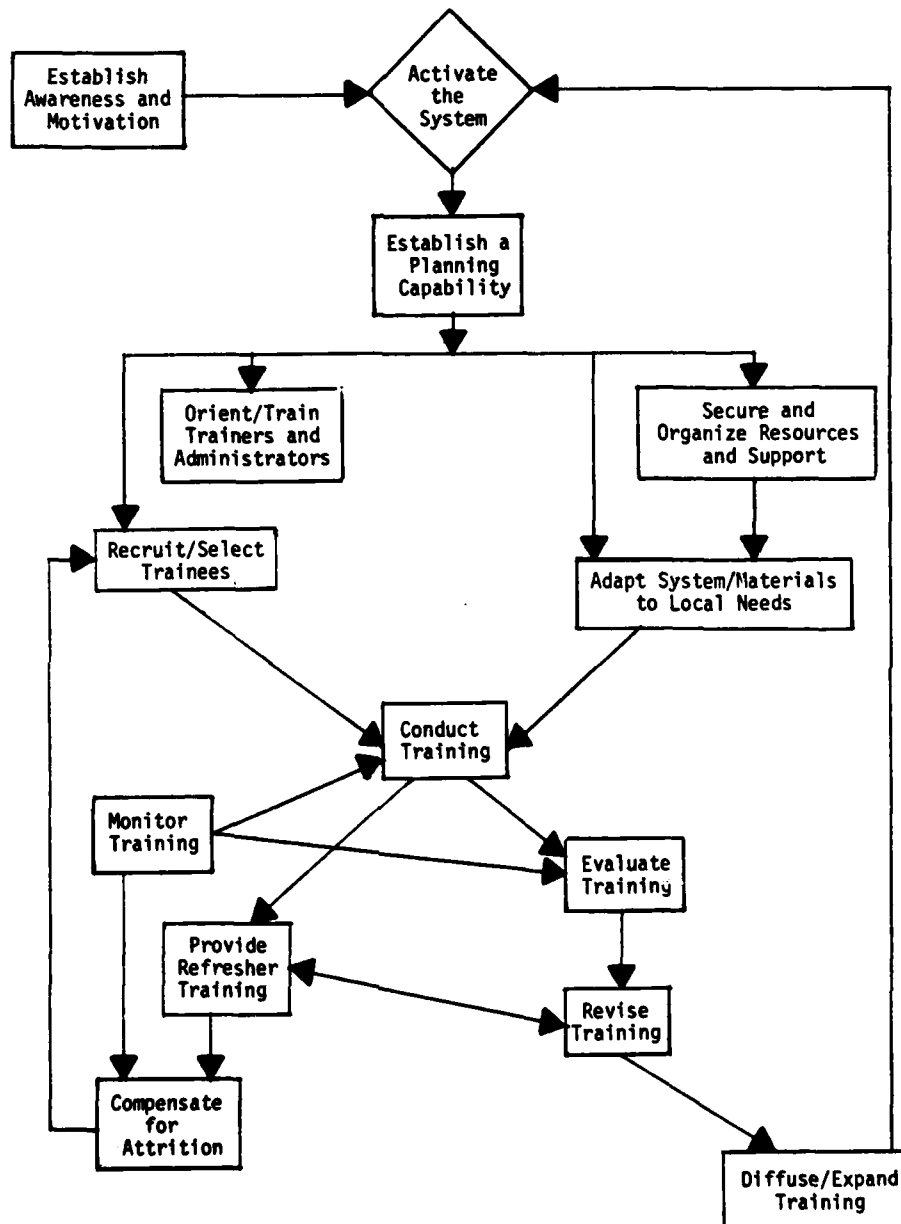 Establish
Awareness and
Motivation
Activate
the
System
Establish a
Planning
Capability
Orient/Train
Trainers and
Administrators
Secure and
Organize Resources
and Support
Recruit/Select
Trainees
Adapt System/Materials
to Local Needs
Conduct
Training
Monitor
Training
Evaluate
Training
Provide
Refresher
Training
Revise
Training
Compensate
for
Attrition
Diffuse/Expand
Training